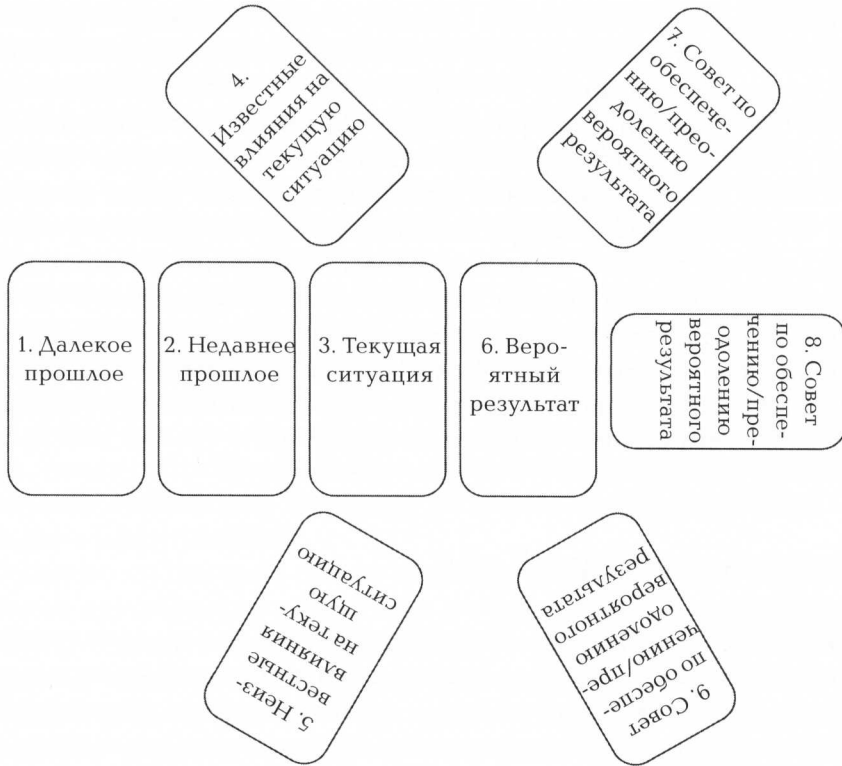 4.
Известные
влияния на
текущую
ситуацию
7. Совет по
обеспече-
нию/прео-
долению
вероятного
результата
1. Далекое
прошлое
2. Недавнее
прошлое
3. Текущая
ситуация
6. Веро-
ятный
результат
8. Совет
по обеспе-
чению/пре-
одолению
вероятного
результата
5. Неиз-
вестные
влияния
на теку-
щую
ситуацию
9. Совет
по обеспе-
чению/пре-
одолению
вероятного
результата